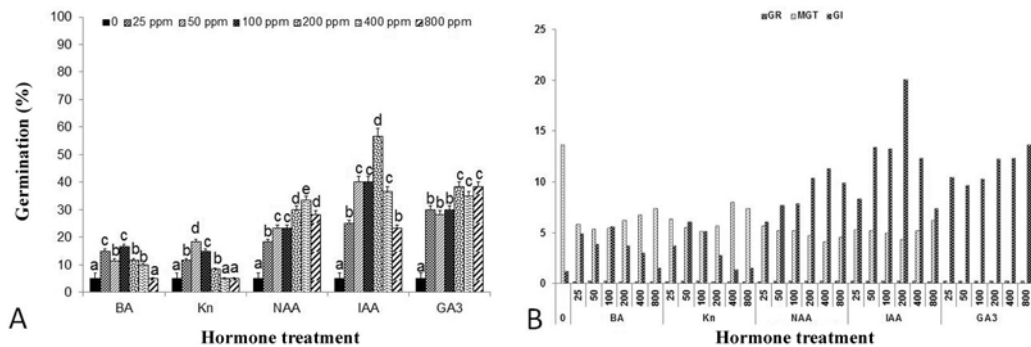 0 25 ppm 50 ppm 100 ppm 200 ppm 400 ppm 800 ppm
Germination (%)
100
90
80
70
60
50
40
30
20
10
0
a c b c b b a
a b d c b a a
a b c c d e d
a b c c d c b
a b b b c c c
BA Kn NAA IAA GA3
Hormone treatment
A
GR MGT GI
25
20
15
10
5
0
0 25 50 100 200 400 800 25 50 100 200 400 800 25 50 100 200 400 800 25 50 100 200 400 800 25 50 100 200 400 800
BA Kn NAA IAA GA3
Hormone treatment
B